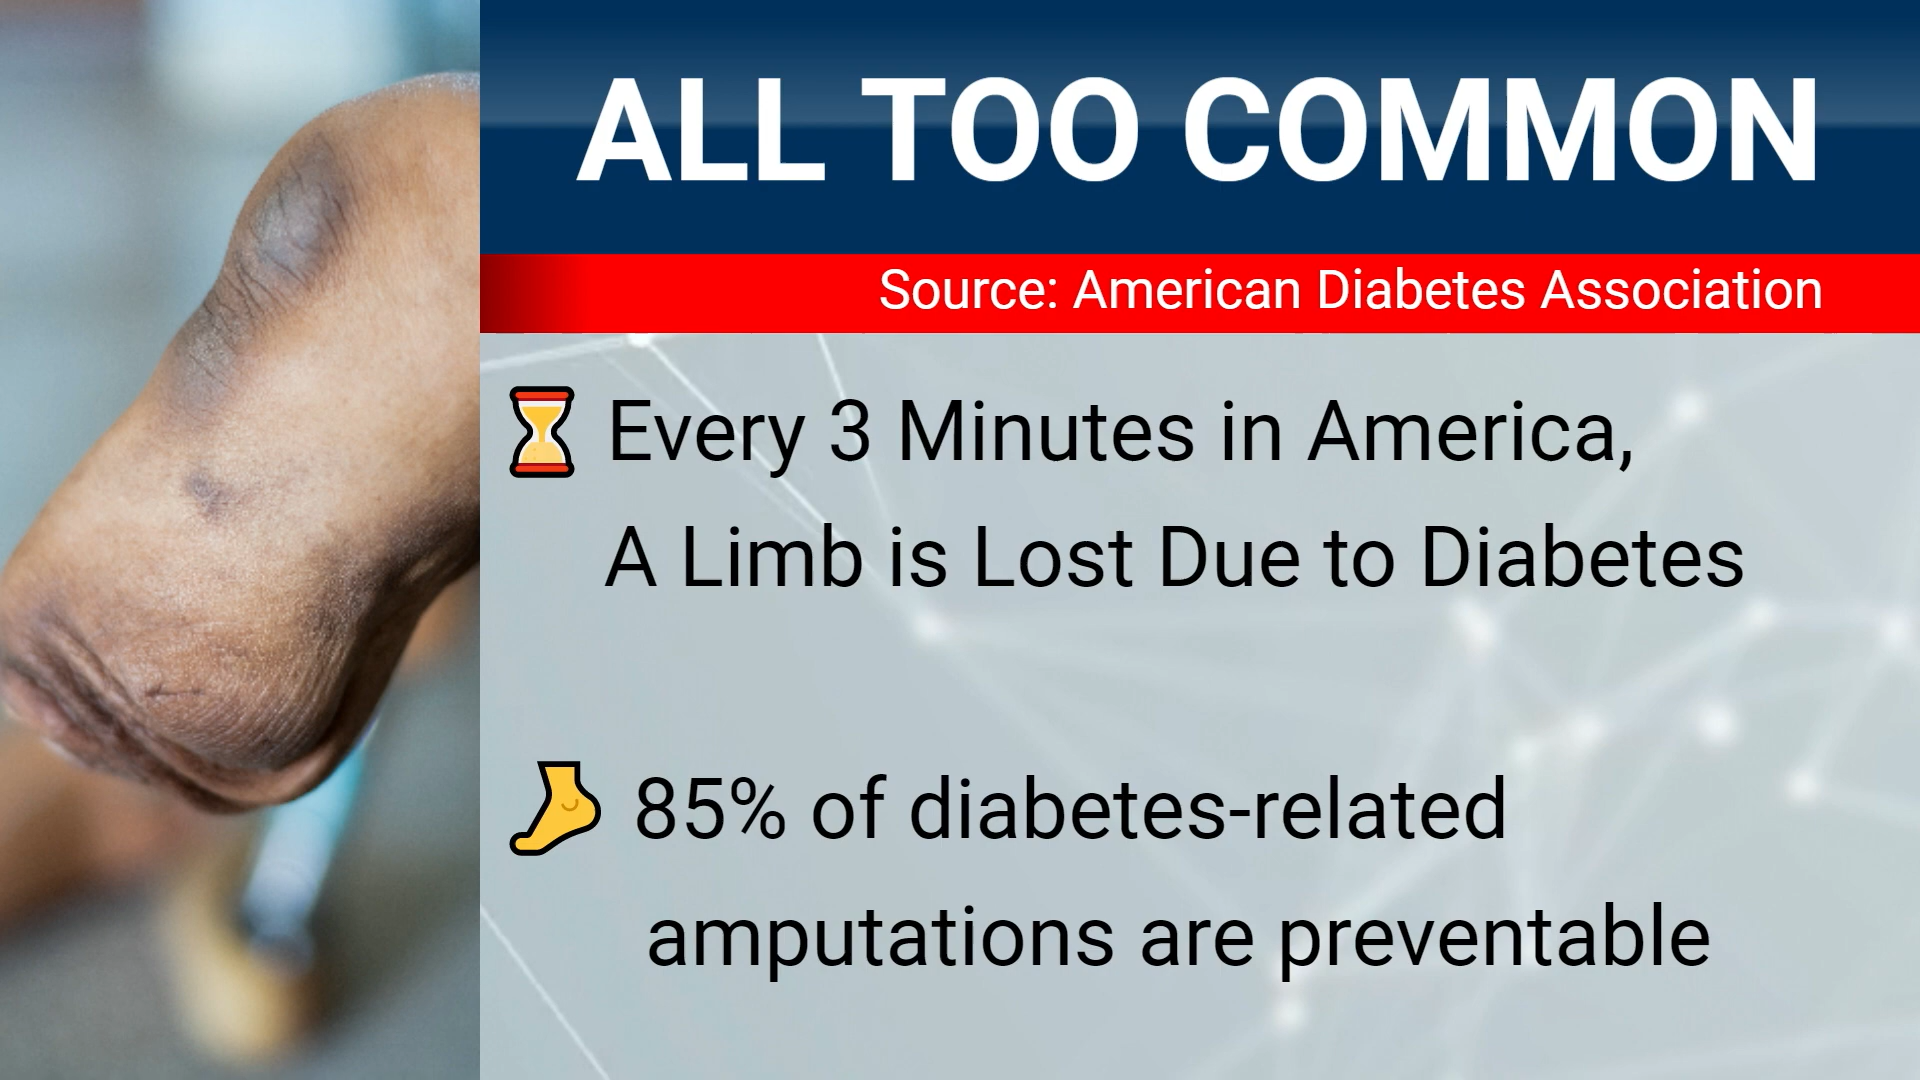 ALL TOO COMMON
Source: American Diabetes Association
Every 3 Minutes in America,
A Limb is Lost Due to Diabetes
85% of diabetes-related
amputations are preventable